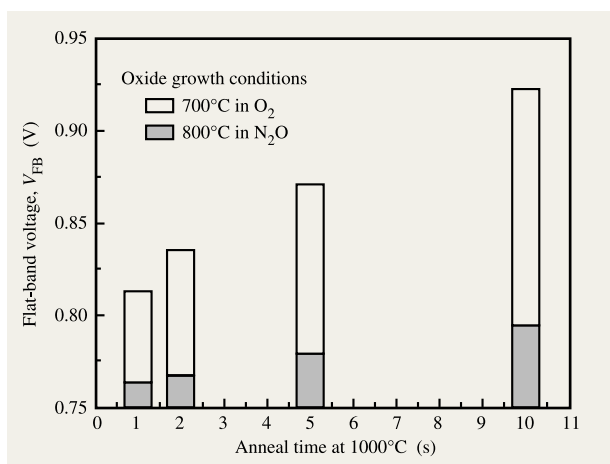 0.95
0.90
0.85
0.80
0.75
Flat-band voltage, V_FB (V)
Oxide growth conditions
700°C in O₂
800°C in N₂O
0 1 2 3 4 5 6 7 8 9 10 11
Anneal time at 1000°C (s)